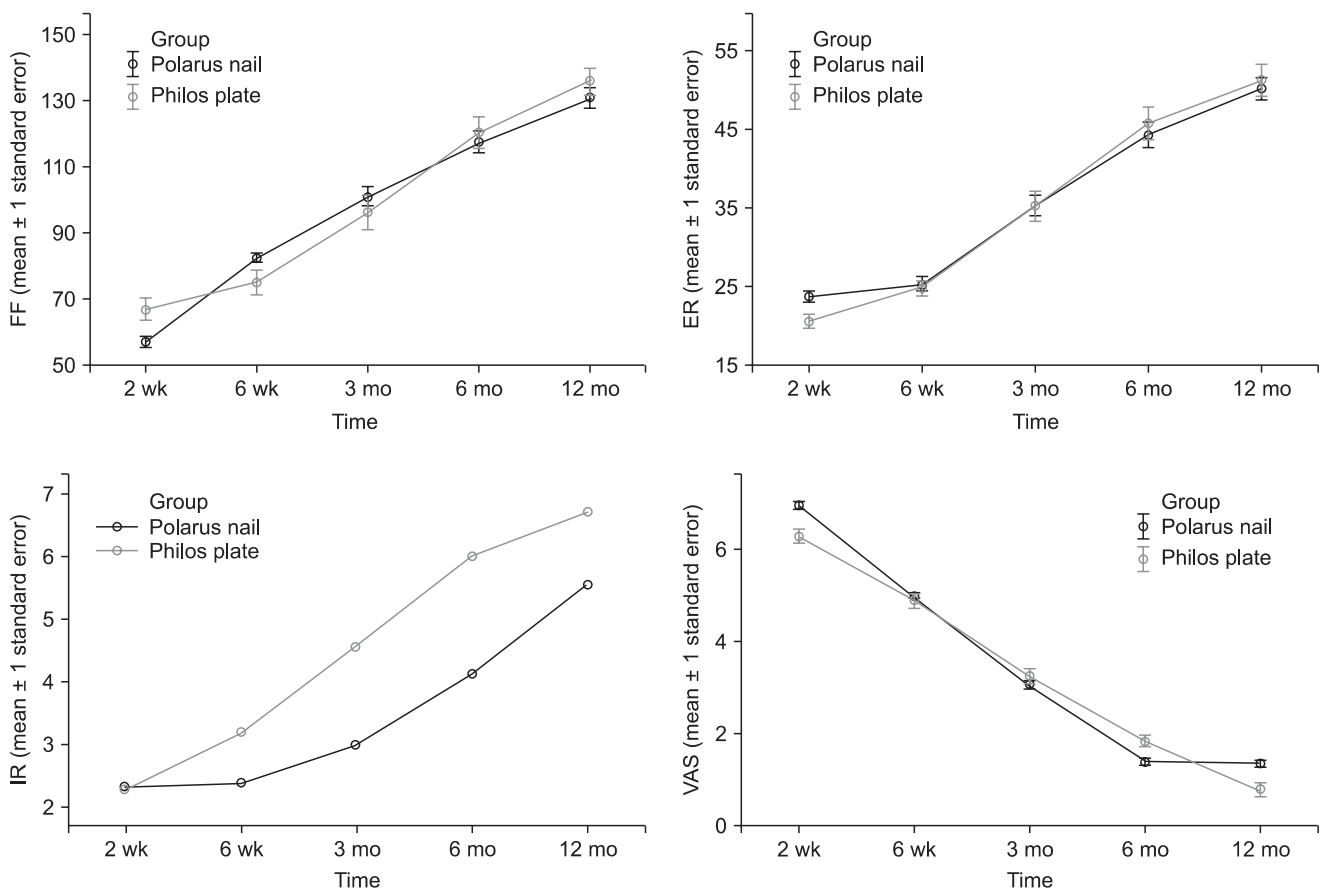 FF (mean ± 1 standard error)
150
130
110
90
70
50
Group
Polarus nail
Philos plate
2 wk 6 wk 3 mo 6 mo 12 mo
Time
ER (mean ± 1 standard error)
55
45
35
25
15
Group
Polarus nail
Philos plate
2 wk 6 wk 3 mo 6 mo 12 mo
Time
IR (mean ± 1 standard error)
7
6
5
4
3
2
Group
Polarus nail
Philos plate
2 wk 6 wk 3 mo 6 mo 12 mo
Time
VAS (mean ± 1 standard error)
6
4
2
0
Group
Polarus nail
Philos plate
2 wk 6 wk 3 mo 6 mo 12 mo
Time